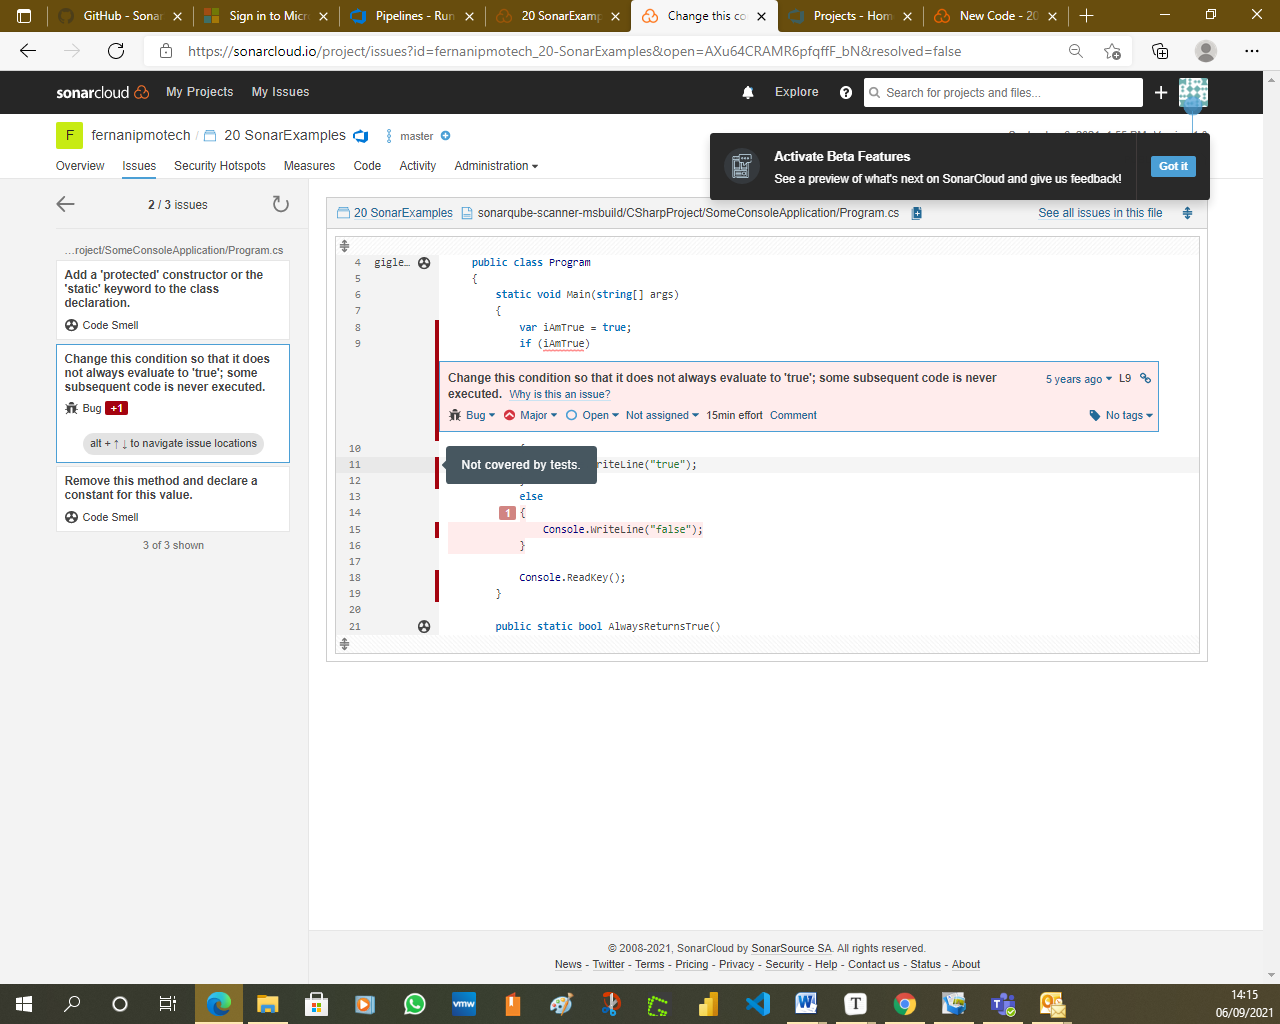 GitHub - Sonar
Sign in to Micr
Pipelines - Run
20 SonarExamp
Change this co
Projects - Hom
New Code - 20
https://sonarcloud.io/project/issues?id=fernanipmotech_20-SonarExamples&open=AXu64CRAMR6pfqffF_bN&resolved=false
sonarcloud My Projects My Issues Explore Search for projects and files...
F fernanipmotech / 20 SonarExamples master
Overview Issues Security Hotspots Measures Code Activity Administration
Activate Beta Features
See a preview of what's next on SonarCloud and give us feedback!
Got it
2 / 3 issues
…roject/SomeConsoleApplication/Program.cs
Add a 'protected' constructor or the
'static' keyword to the class
declaration.
Code Smell
Change this condition so that it does
not always evaluate to 'true'; some
subsequent code is never executed.
Bug +1
alt + ↑ ↓ to navigate issue locations
Remove this method and declare a
constant for this value.
Code Smell
3 of 3 shown
20 SonarExamples sonarqube-scanner-msbuild/CSharpProject/SomeConsoleApplication/Program.cs See all issues in this file
4 gigle… public class Program
5 {
6 static void Main(string[] args)
7 {
8 var iAmTrue = true;
9 if (iAmTrue)
Change this condition so that it does not always evaluate to 'true'; some subsequent code is never
executed. Why is this an issue?
5 years ago L9
Bug Major Open Not assigned 15min effort Comment No tags
10
Not covered by tests.
11 riteLine("true");
12
13 else
14 1 {
15 Console.WriteLine("false");
16 }
17
18 Console.ReadKey();
19 }
20
21 public static bool AlwaysReturnsTrue()
© 2008-2021, SonarCloud by SonarSource SA. All rights reserved.
News - Twitter - Terms - Pricing - Privacy - Security - Help - Contact us - Status - About
vmw
14:15
06/09/2021